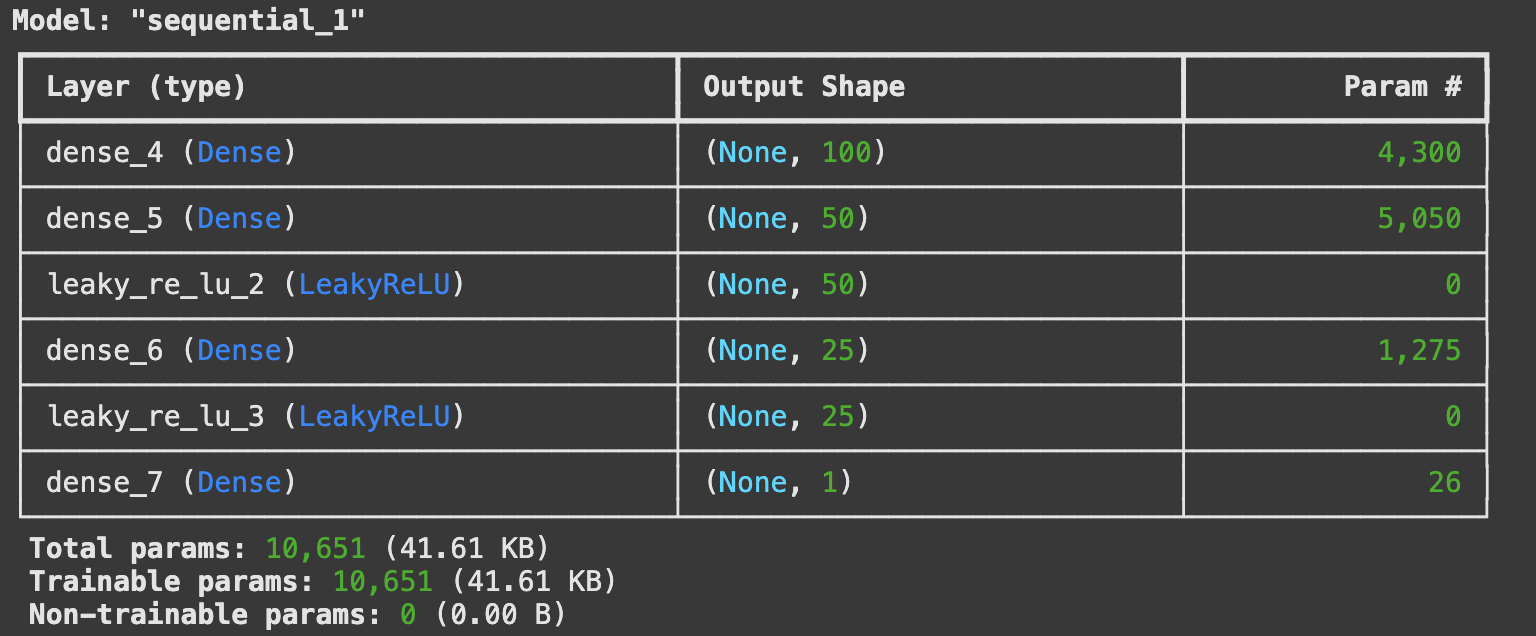 Model: "sequential_1"
Layer (type) Output Shape Param #
dense_4 (Dense) (None, 100) 4,300
dense_5 (Dense) (None, 50) 5,050
leaky_re_lu_2 (LeakyReLU) (None, 50) 0
dense_6 (Dense) (None, 25) 1,275
leaky_re_lu_3 (LeakyReLU) (None, 25) 0
dense_7 (Dense) (None, 1) 26
Total params: 10,651 (41.61 KB)
Trainable params: 10,651 (41.61 KB)
Non-trainable params: 0 (0.00 B)